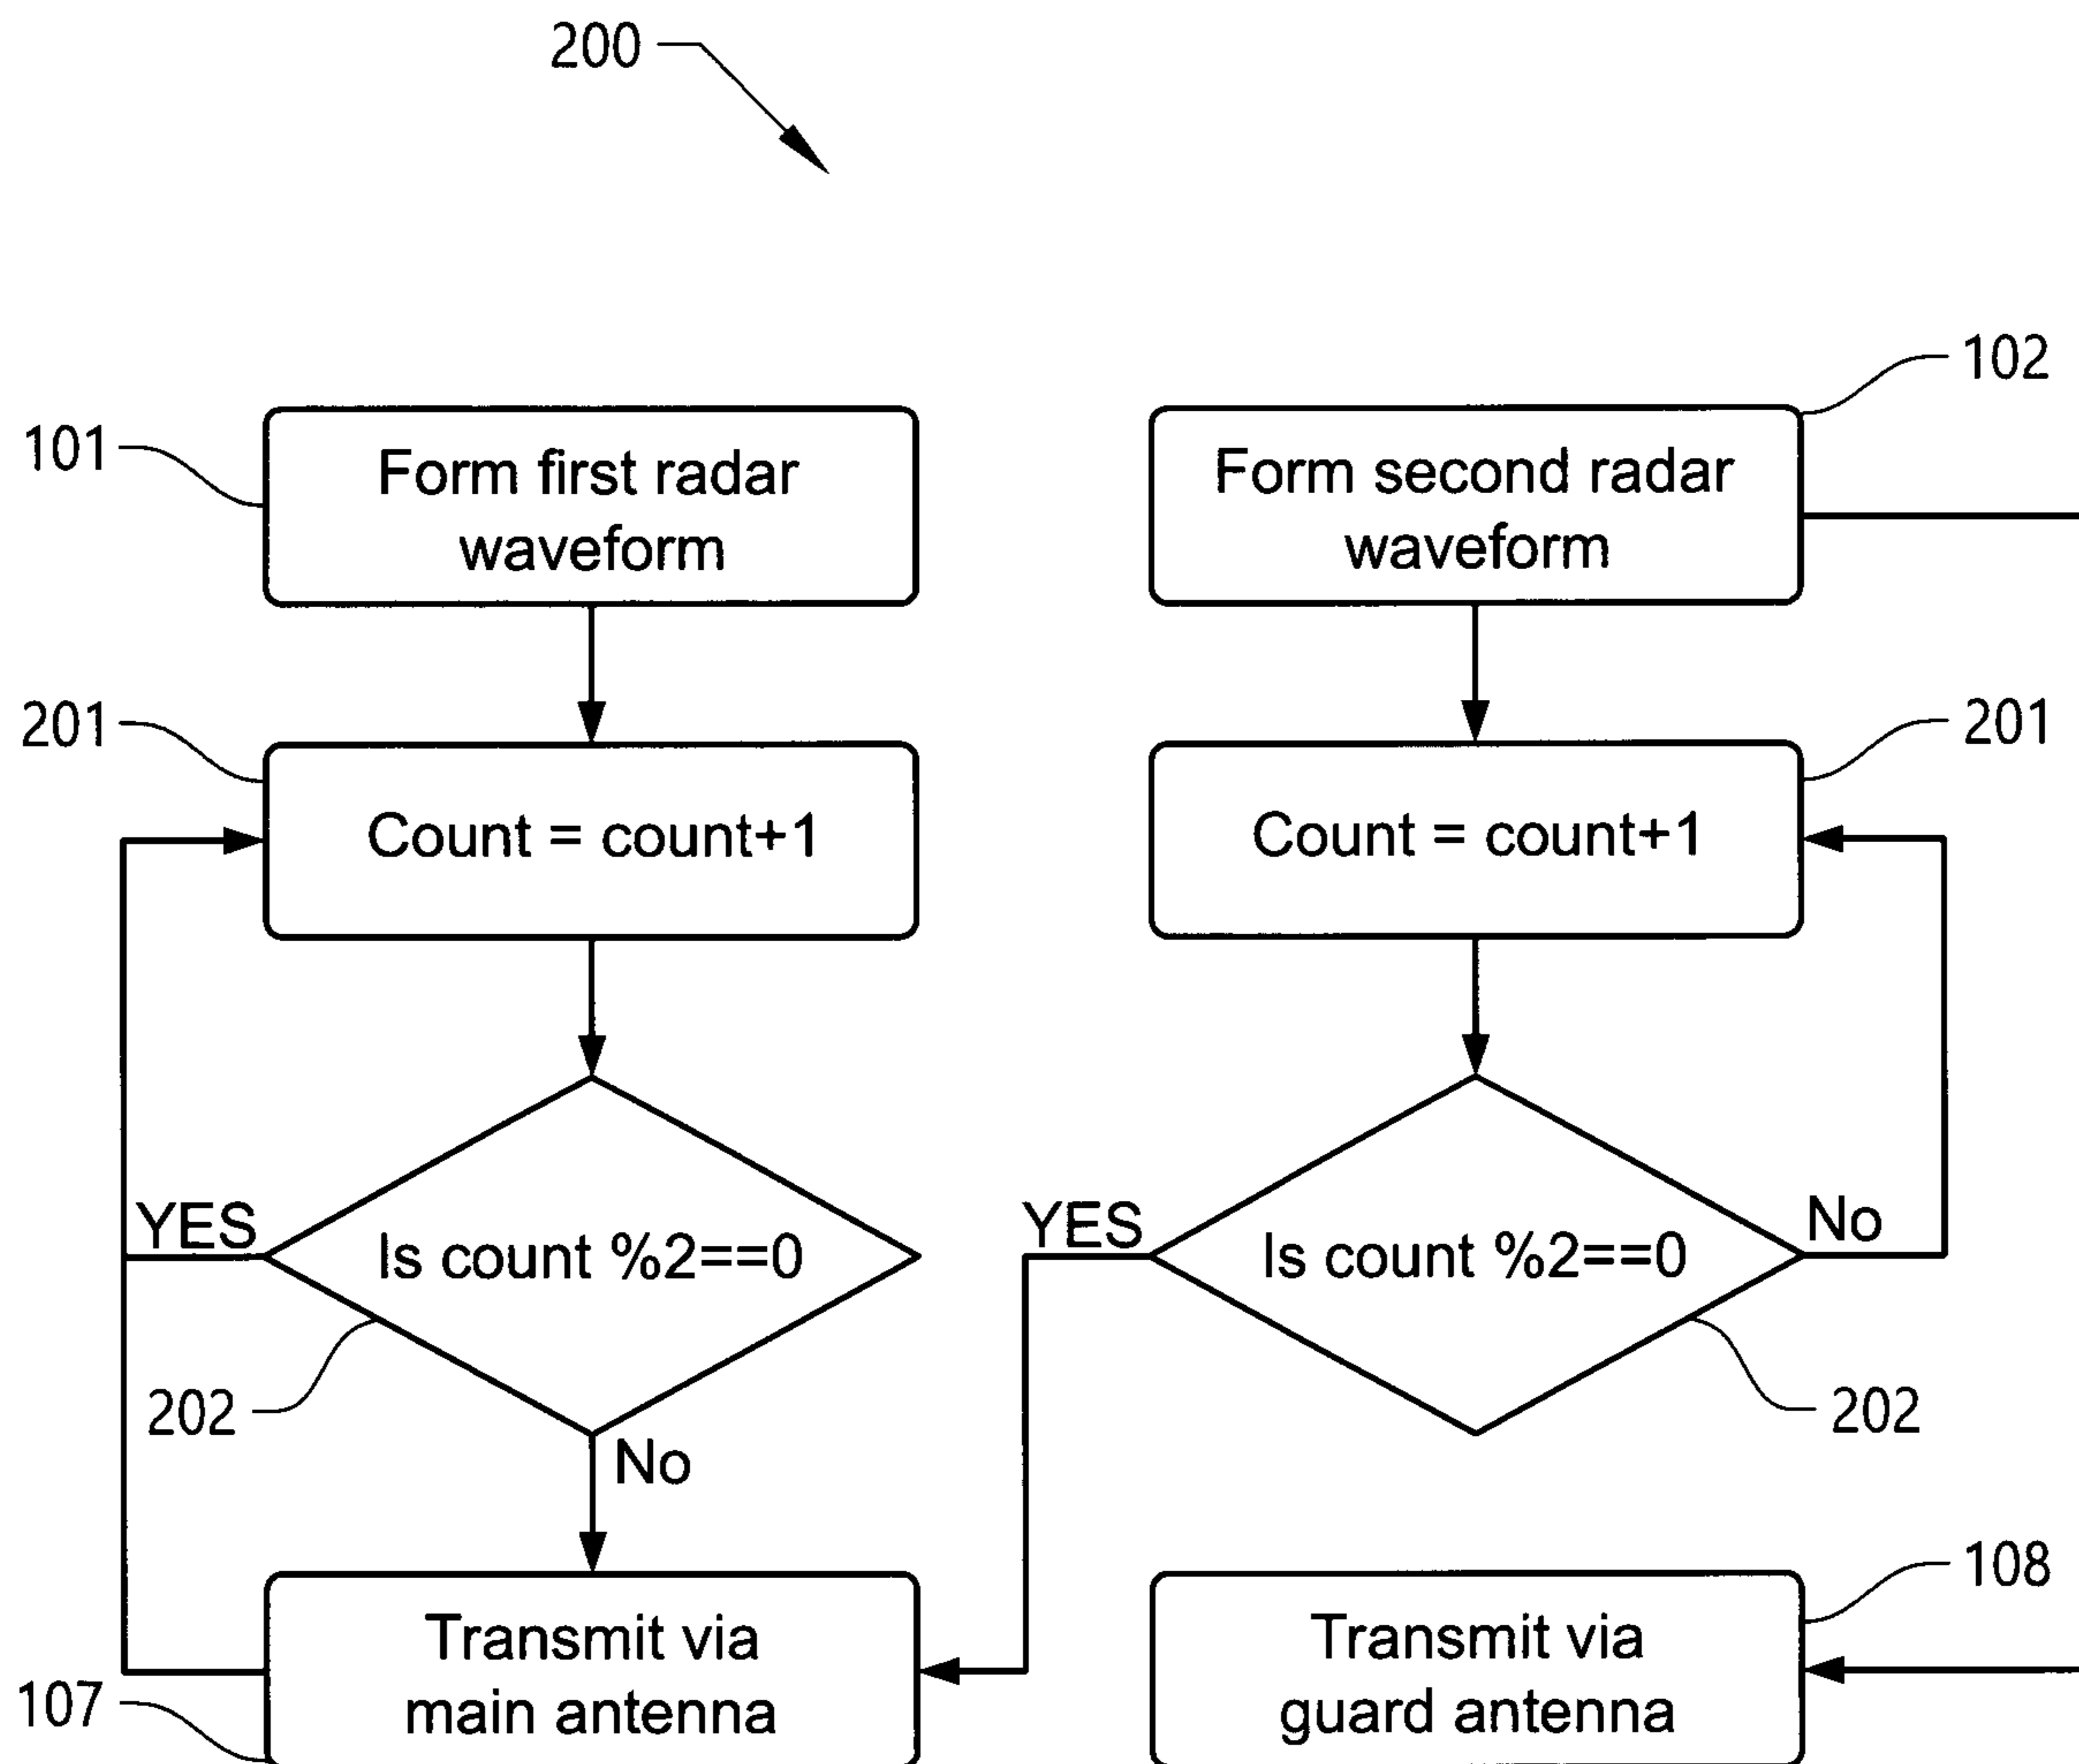 200
102
101
Form first radar
waveform
Form second radar
waveform
201
201
Count = count+1
Count = count+1
YES
Is count %2==0
YES
Is count %2==0
No
202
202
No
108
Transmit via
main antenna
Transmit via
guard antenna
107